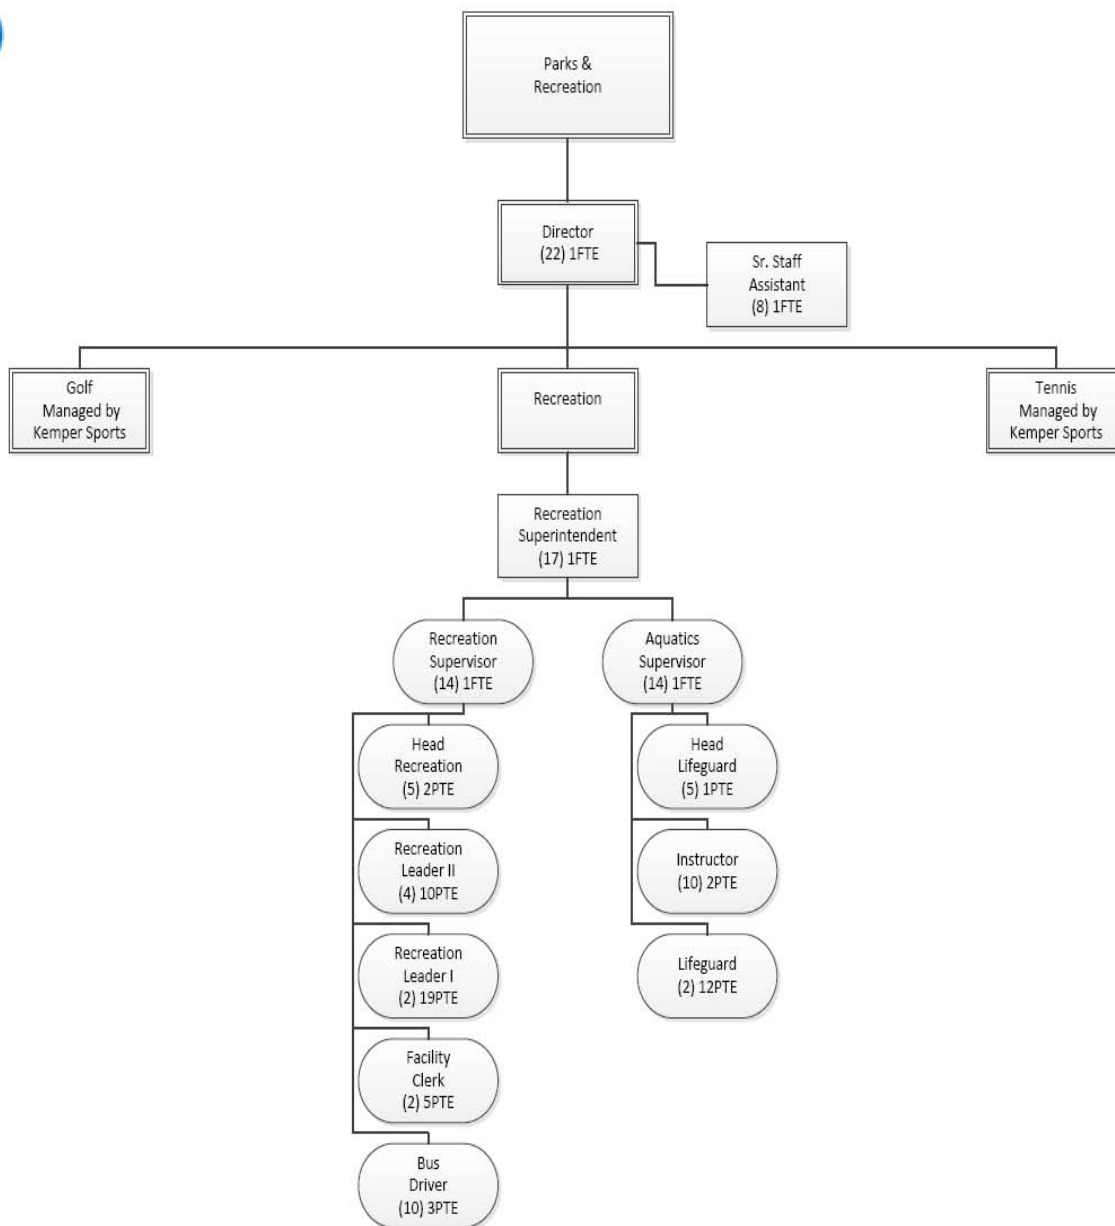 Parks &
Recreation
Director
(22) 1FTE
Sr. Staff
Assistant
(8) 1FTE
Golf
Managed by
Kemper Sports
Recreation
Tennis
Managed by
Kemper Sports
Recreation
Superintendent
(17) 1FTE
Recreation
Supervisor
(14) 1FTE
Aquatics
Supervisor
(14) 1FTE
Head
Recreation
(5) 2PTE
Recreation
Leader II
(4) 10PTE
Recreation
Leader I
(2) 19PTE
Facility
Clerk
(2) 5PTE
Bus
Driver
(10) 3PTE
Head
Lifeguard
(5) 1PTE
Instructor
(10) 2PTE
Lifeguard
(2) 12PTE